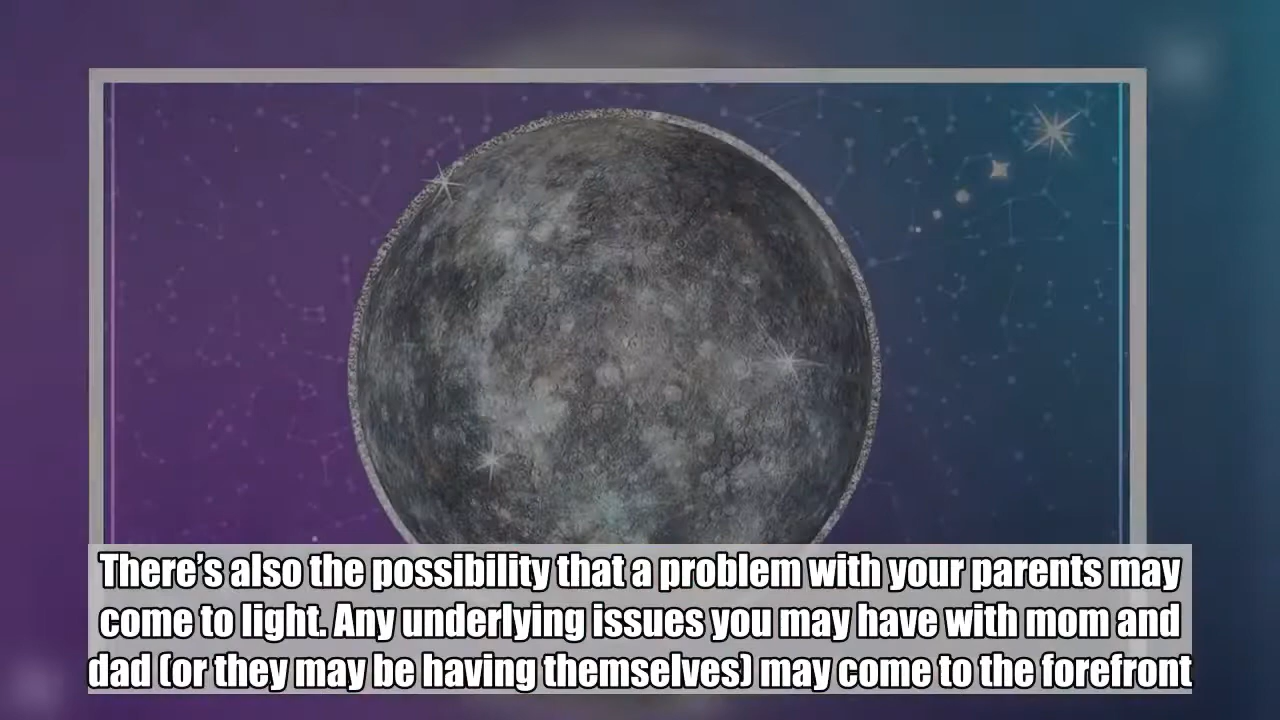 There’s also the possibility that a problem with your parents may
come to light. Any underlying issues you may have with mom and
dad (or they may be having themselves) may come to the forefront